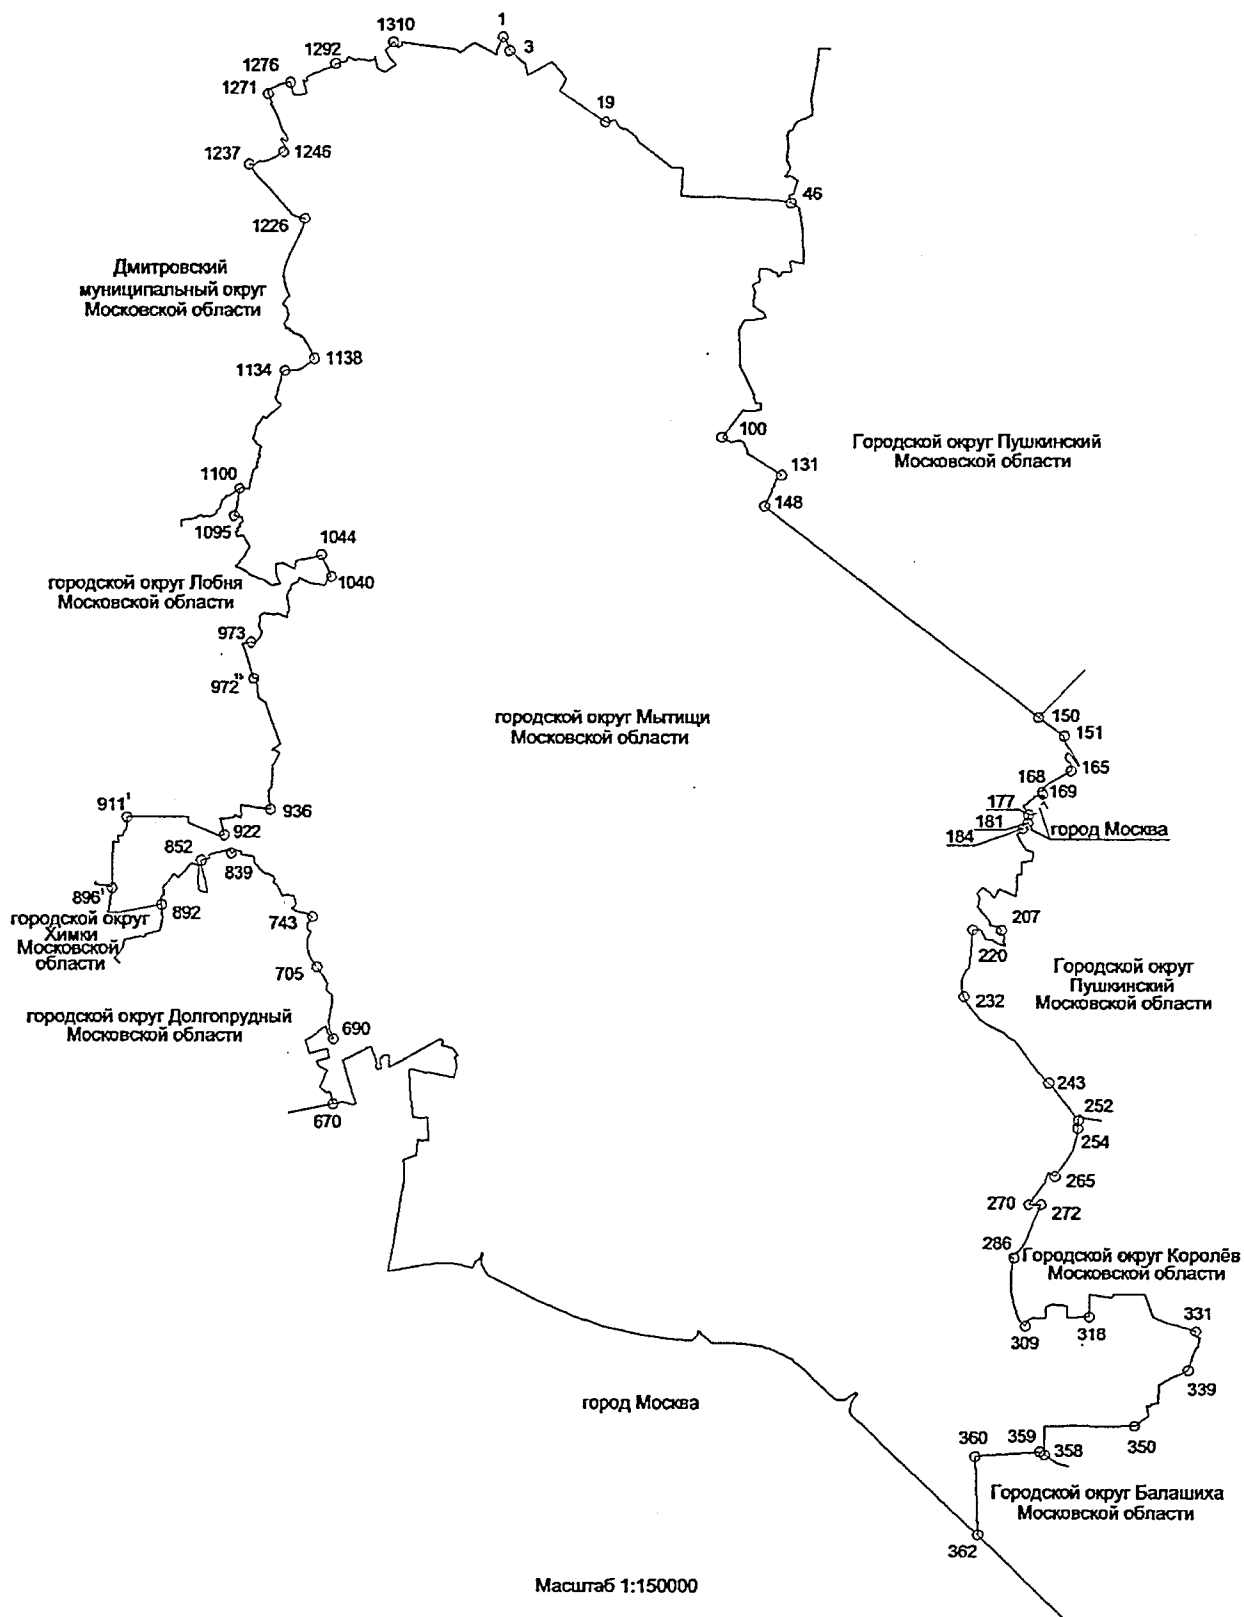 1310
1
3
1292
1276
1271
19
1246
1237
46
1226
Дмитровский
муниципальный округ
Московской области
1138
1134
100
Городской округ Пушкинский
Московской области
131
1100
148
1095
1044
1040
городской округ Лобня
Московской области
973
972"
городской округ Мытищи
Московской области
150
151
165
168
169
177
181
184
город Москва
911'
936
922
852
839
896'
892
городской округ
Химки
Московской
области
743
207
220
705
Городской округ
Пушкинский
Московской области
232
городской округ Долгопрудный
Московской области
690
243
670
252
254
265
270
272
286
Городской округ Королёв
Московской области
309
318
331
339
город Москва
350
360
359
358
Городской округ Балашиха
Московской области
362
Масштаб 1:150000